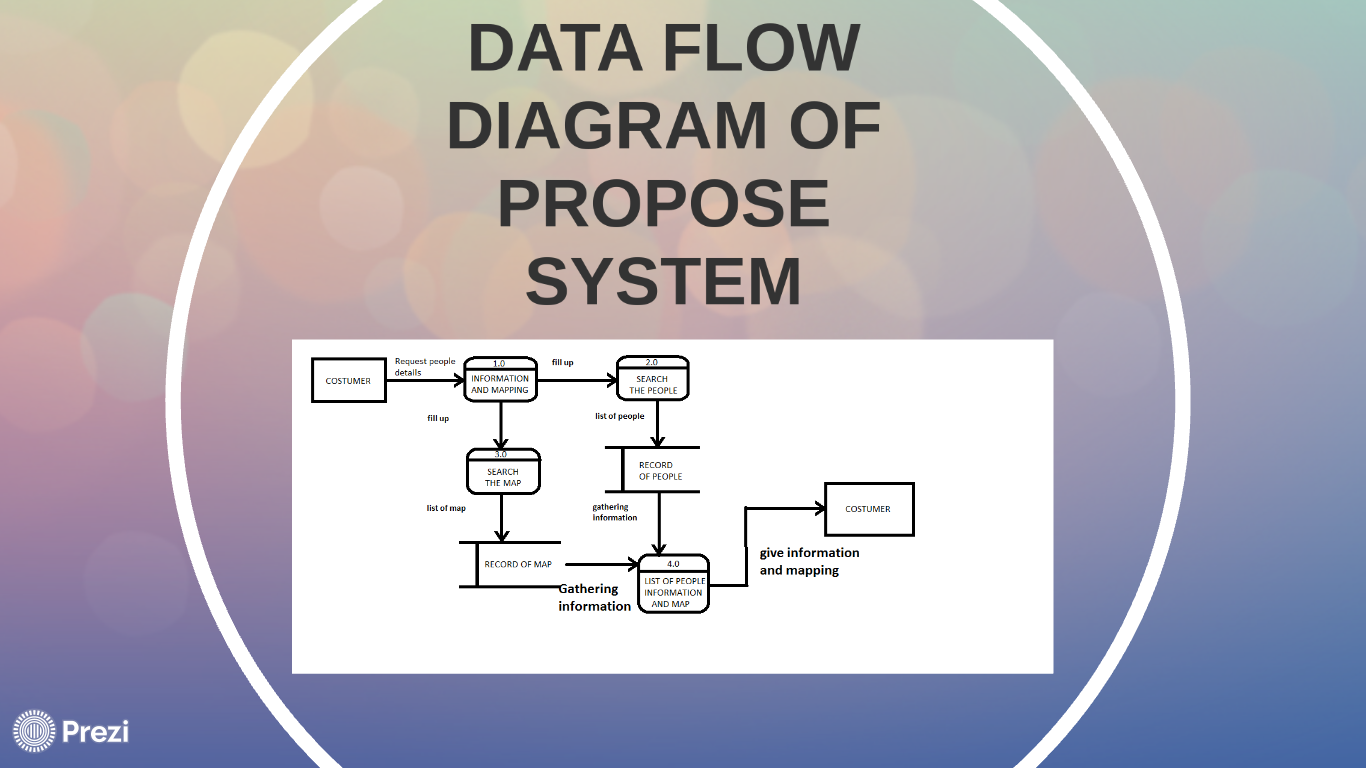 DATA FLOW
DIAGRAM OF
PROPOSE
SYSTEM
COSTUMER
Request people
details
1.0
INFORMATION
AND MAPPING
fill up
2.0
SEARCH
THE PEOPLE
fill up
list of people
3.0
SEARCH
THE MAP
RECORD
OF PEOPLE
list of map
gathering
information
COSTUMER
RECORD OF MAP
Gathering
information
4.0
LIST OF PEOPLE
INFORMATION
AND MAP
give information
and mapping
Prezi